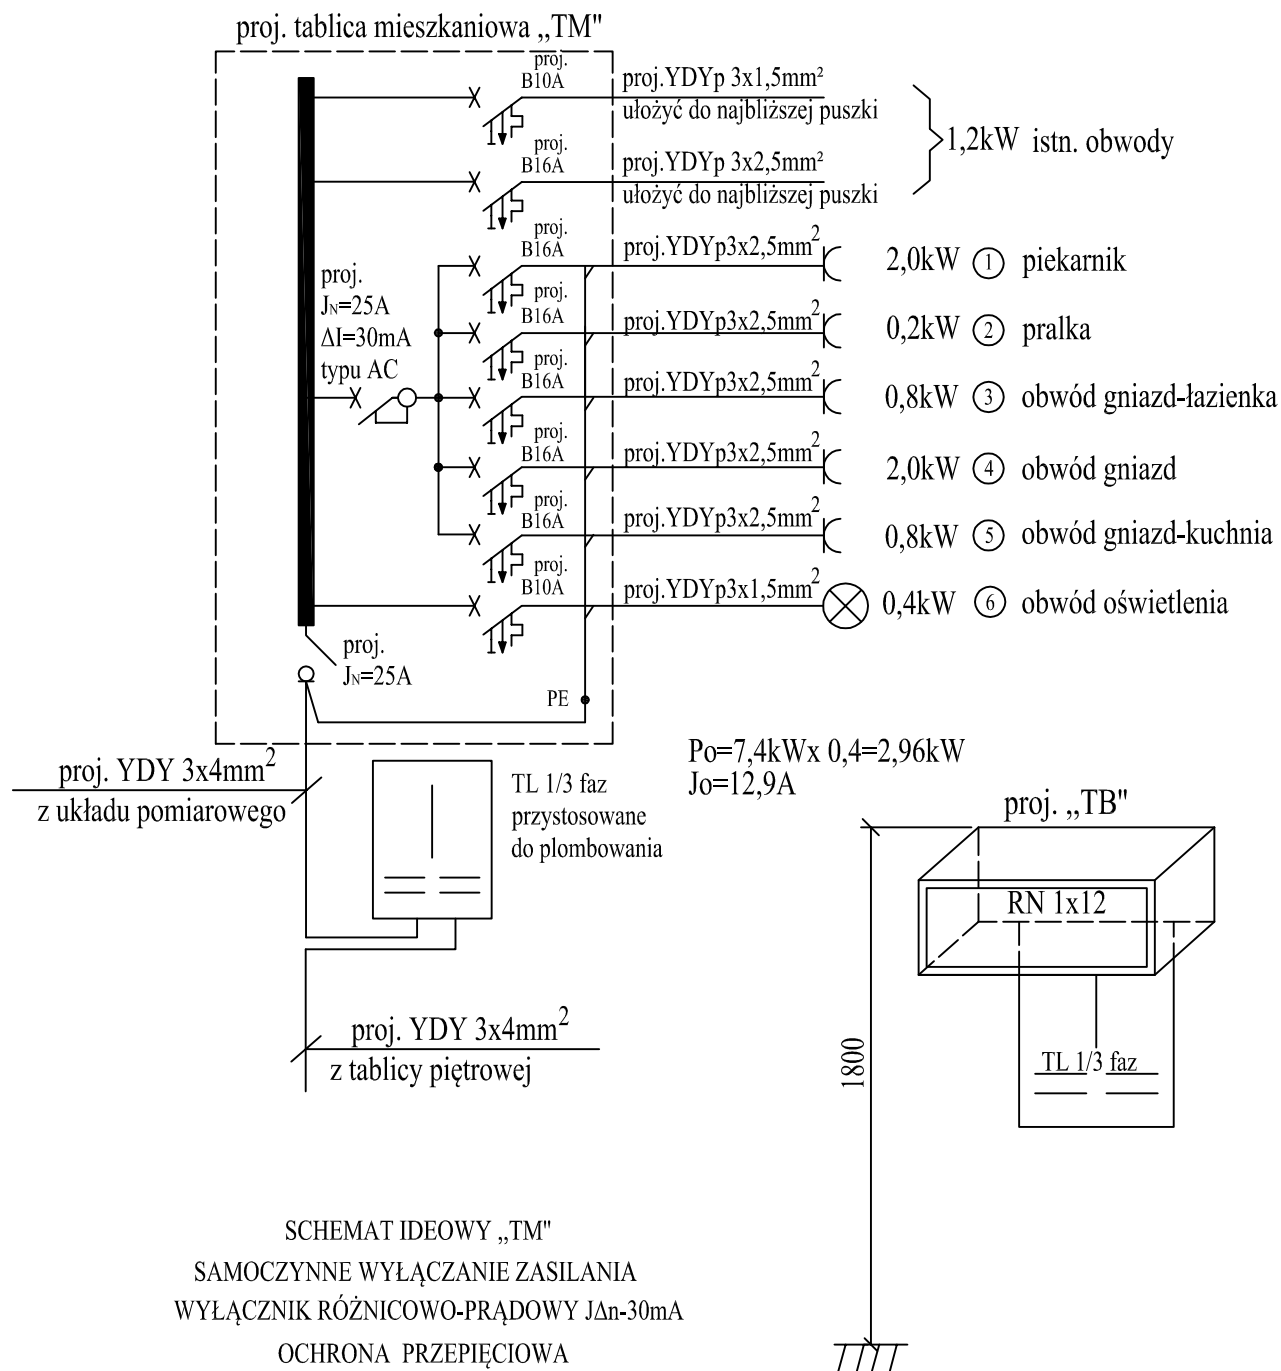 proj. tablica mieszkaniowa „TM"
proj.
B10A
proj.YDYp 3x1,5mm²
ułożyć do najbliższej puszki
1,2kW istn. obwody
proj.
B16A
proj.YDYp 3x2,5mm²
ułożyć do najbliższej puszki
proj.
B16A
proj.YDYp3x2,5mm²
2,0kW 1 piekarnik
proj.
JN=25A
ΔI=30mA
typu AC
proj.
B16A
proj.YDYp3x2,5mm²
0,2kW 2 pralka
proj.
B16A
proj.YDYp3x2,5mm²
0,8kW 3 obwód gniazd-łazienka
proj.
B16A
proj.YDYp3x2,5mm²
2,0kW 4 obwód gniazd
proj.
B16A
proj.YDYp3x2,5mm²
0,8kW 5 obwód gniazd-kuchnia
proj.
B10A
proj.YDYp3x1,5mm²
0,4kW 6 obwód oświetlenia
proj.
JN=25A
PE
proj. YDY 3x4mm²
z układu pomiarowego
TL 1/3 faz
przystosowane
do plombowania
Po=7,4kWx 0,4=2,96kW
Jo=12,9A
proj. „TB"
RN 1x12
TL 1/3 faz
1800
proj. YDY 3x4mm²
z tablicy piętrowej
SCHEMAT IDEOWY „TM"
SAMOCZYNNE WYŁĄCZANIE ZASILANIA
WYŁĄCZNIK RÓŻNICOWO-PRĄDOWY JΔn-30mA
OCHRONA PRZEPIĘCIOWA